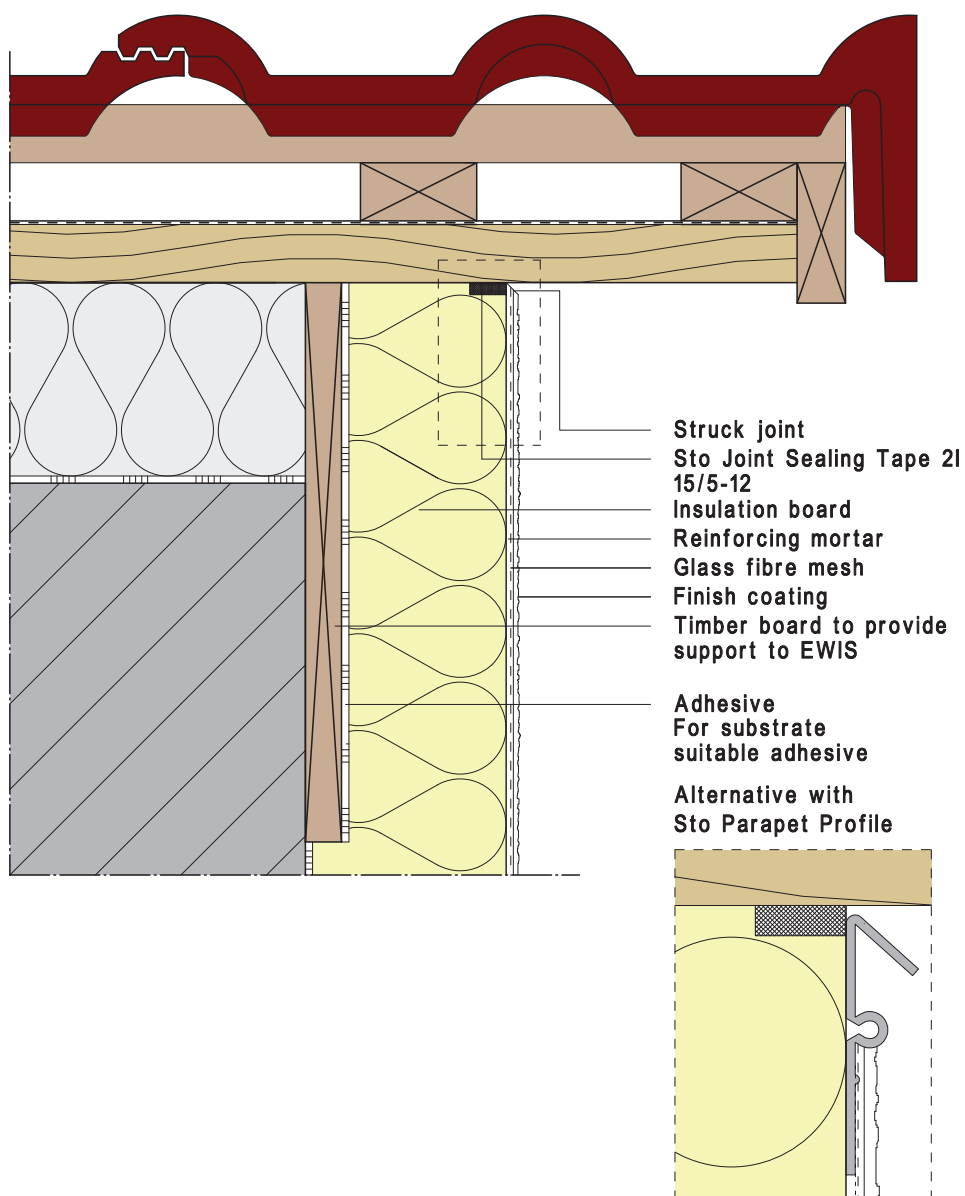 Struck joint
Sto Joint Sealing Tape 2I
15/5-12
Insulation board
Reinforcing mortar
Glass fibre mesh
Finish coating
Timber board to provide
support to EWIS
Adhesive
For substrate
suitable adhesive
Alternative with
Sto Parapet Profile